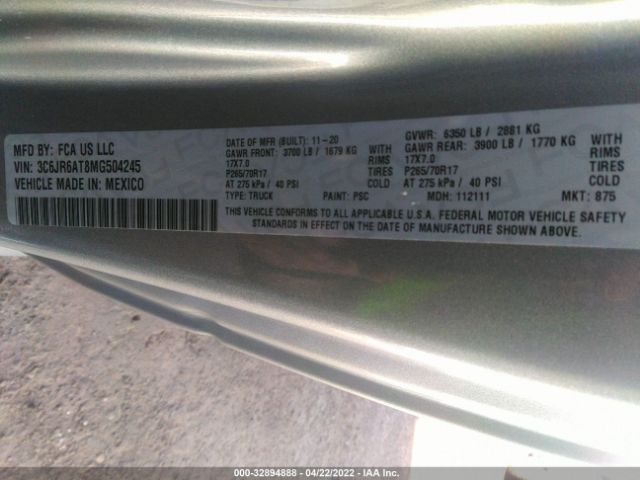 MFD BY: FCA US LLC
VIN: 3C6JR6AT8MG504245
VEHICLE MADE IN: MEXICO
DATE OF MFR (BUILT): 11-20
GAWR FRONT: 3700 LB / 1679 KG WITH
17X7.0 RIMS
P265/70R17 TIRES
AT 275 kPa / 40 PSI COLD
TYPE: TRUCK PAINT: PSC
GVWR: 6350 LB / 2881 KG
GAWR REAR: 3900 LB / 1770 KG WITH
17X7.0 RIMS
P265/70R17 TIRES
AT 275 kPa / 40 PSI COLD
MDH: 112111 MKT: 875
THIS VEHICLE CONFORMS TO ALL APPLICABLE U.S.A. FEDERAL MOTOR VEHICLE SAFETY
STANDARDS IN EFFECT ON THE DATE OF MANUFACTURE SHOWN ABOVE.
000-32894888 - 04/22/2022 - IAA Inc.